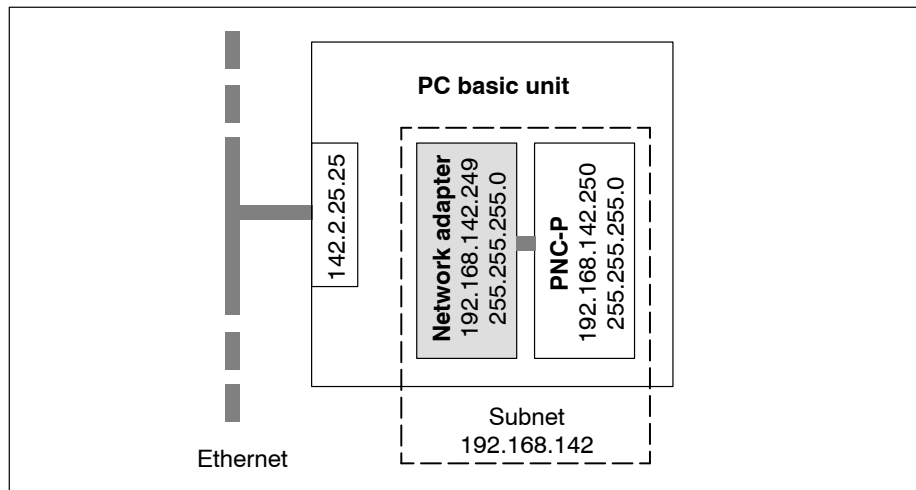 PC basic unit
142.2.25.25
Network adapter
192.168.142.249
255.255.255.0
PNC-P
192.168.142.250
255.255.255.0
Subnet
192.168.142
Ethernet